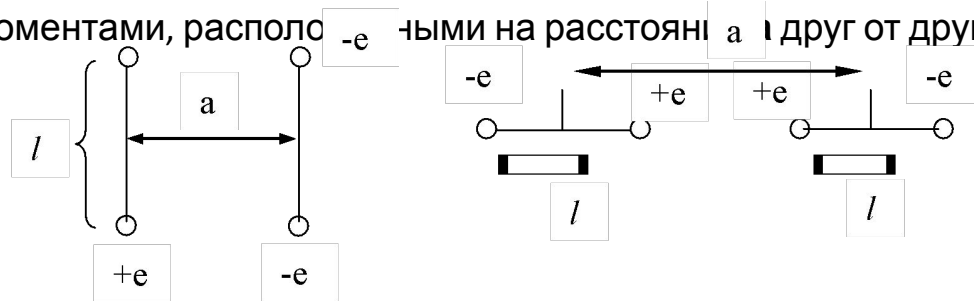 оментами, располо ными на расстоян а друг от дру
-e
a
-e
-e
a
+e
+e
l
l
l
+e
-e